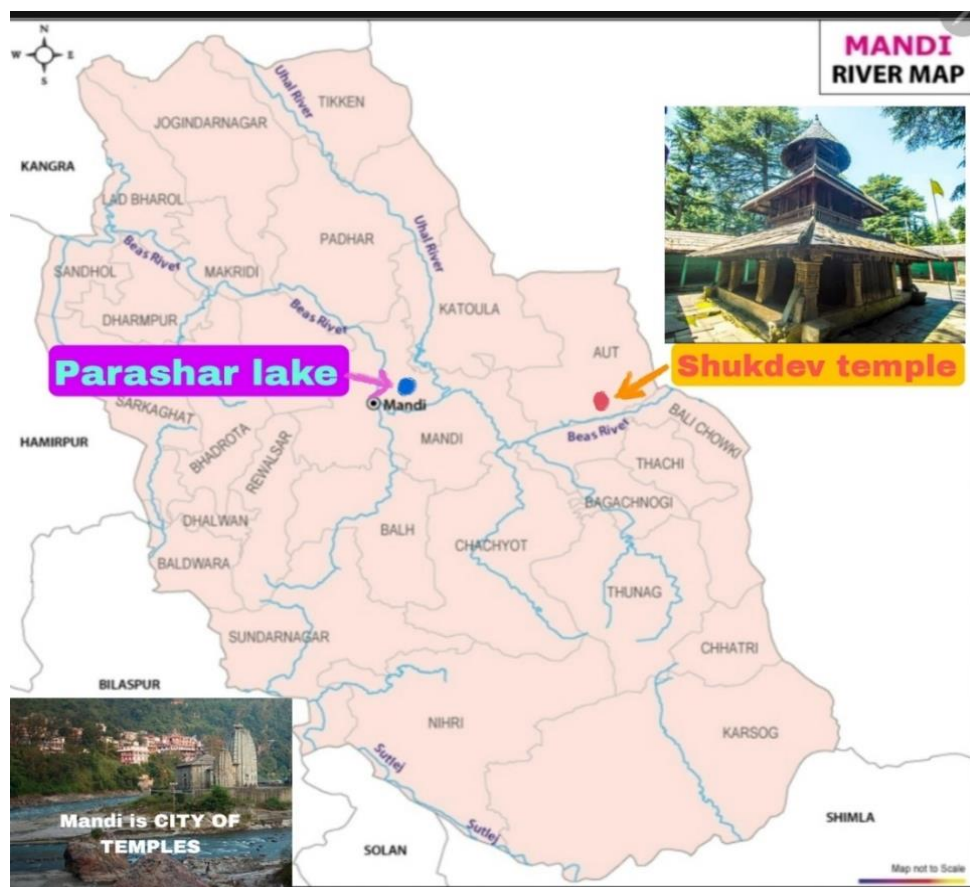 MANDI
RIVER MAP
N
W E
S
Uhal River
TIKKEN
JOGINDARNAGAR
KANGRA
LAD BHAROL
Uhal River
PADHAR
Beas River
SANDHOL
MAKRIDI
Beas River
KATOULA
DHARMPUR
AUT
Parashar lake
Shukdev temple
Mandi
SARKAGHAT
Beas River
BALI CHOWKI
HAMIRPUR
BHADROTA
REWALSAR
MANDI
THACHI
BAGACHNOGI
DHALWAN
BALH
CHACHYOT
BALDWARA
THUNAG
SUNDARNAGAR
CHHATRI
BILASPUR
NIHRI
KARSOG
Sutlej
Mandi is CITY OF
TEMPLES
Sutlej
SHIMLA
SOLAN
Map not to Scale